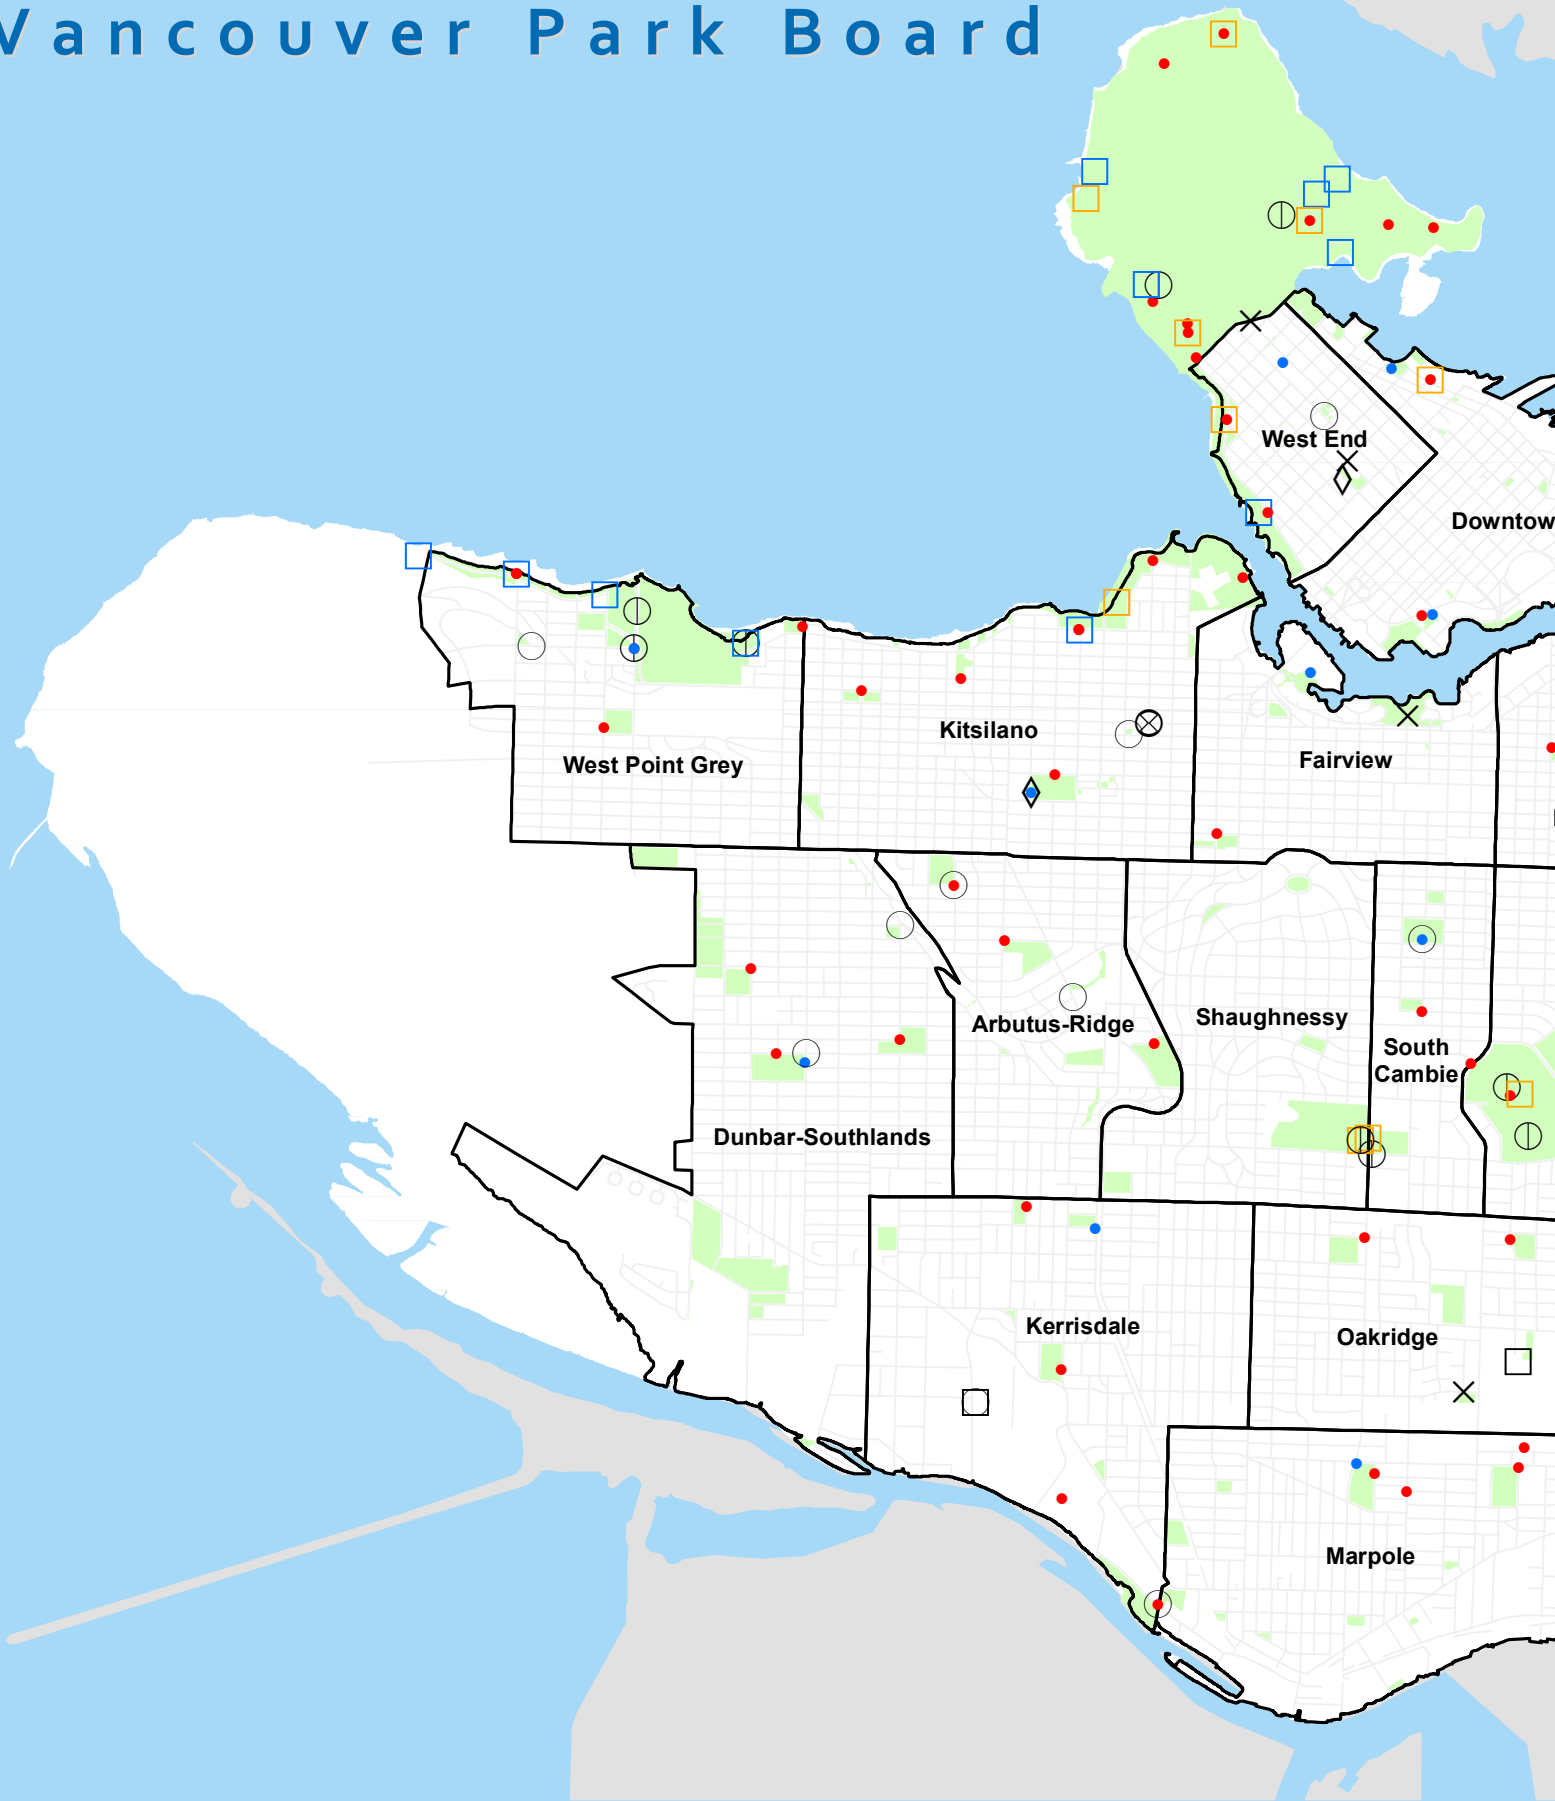 Vancouver Park Board
West End
Downtow
Kitsilano
Fairview
West Point Grey
Arbutus-Ridge
Shaughnessy
South
Cambie
Dunbar-Southlands
Kerrisdale
Oakridge
Marpole